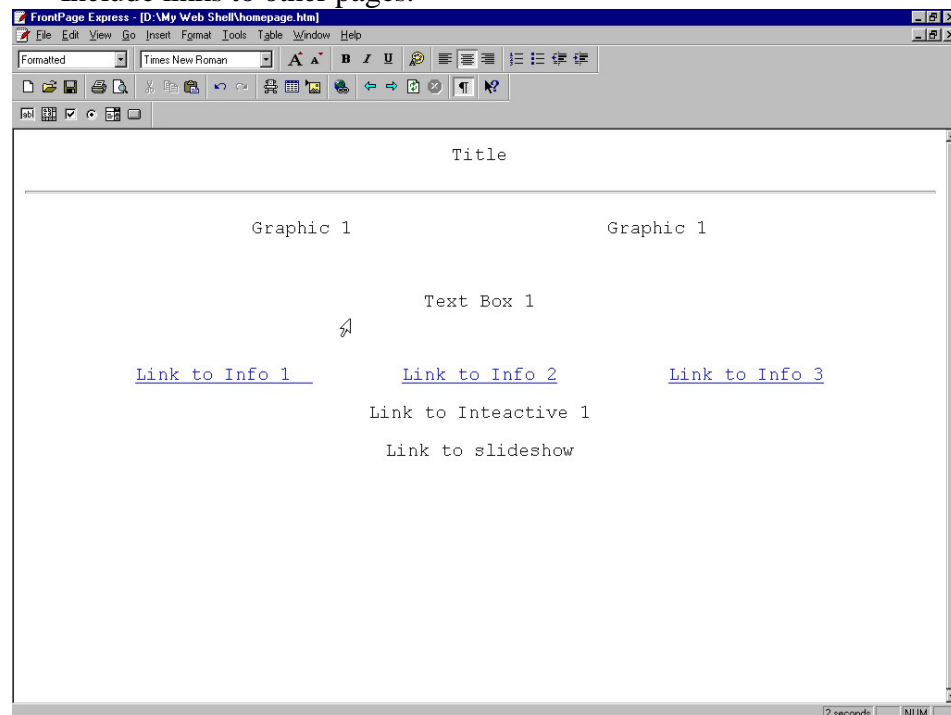 include links to other pages.
FrontPage Express - [D:\My Web Shell\homepage.htm]
File Edit View Go Insert Format Tools Table Window Help
Formatted Times New Roman A A B I U
abl
Title
Graphic 1 Graphic 1
Text Box 1
Link to Info 1 Link to Info 2 Link to Info 3
Link to Inteactive 1
Link to slideshow
2 seconds NUM